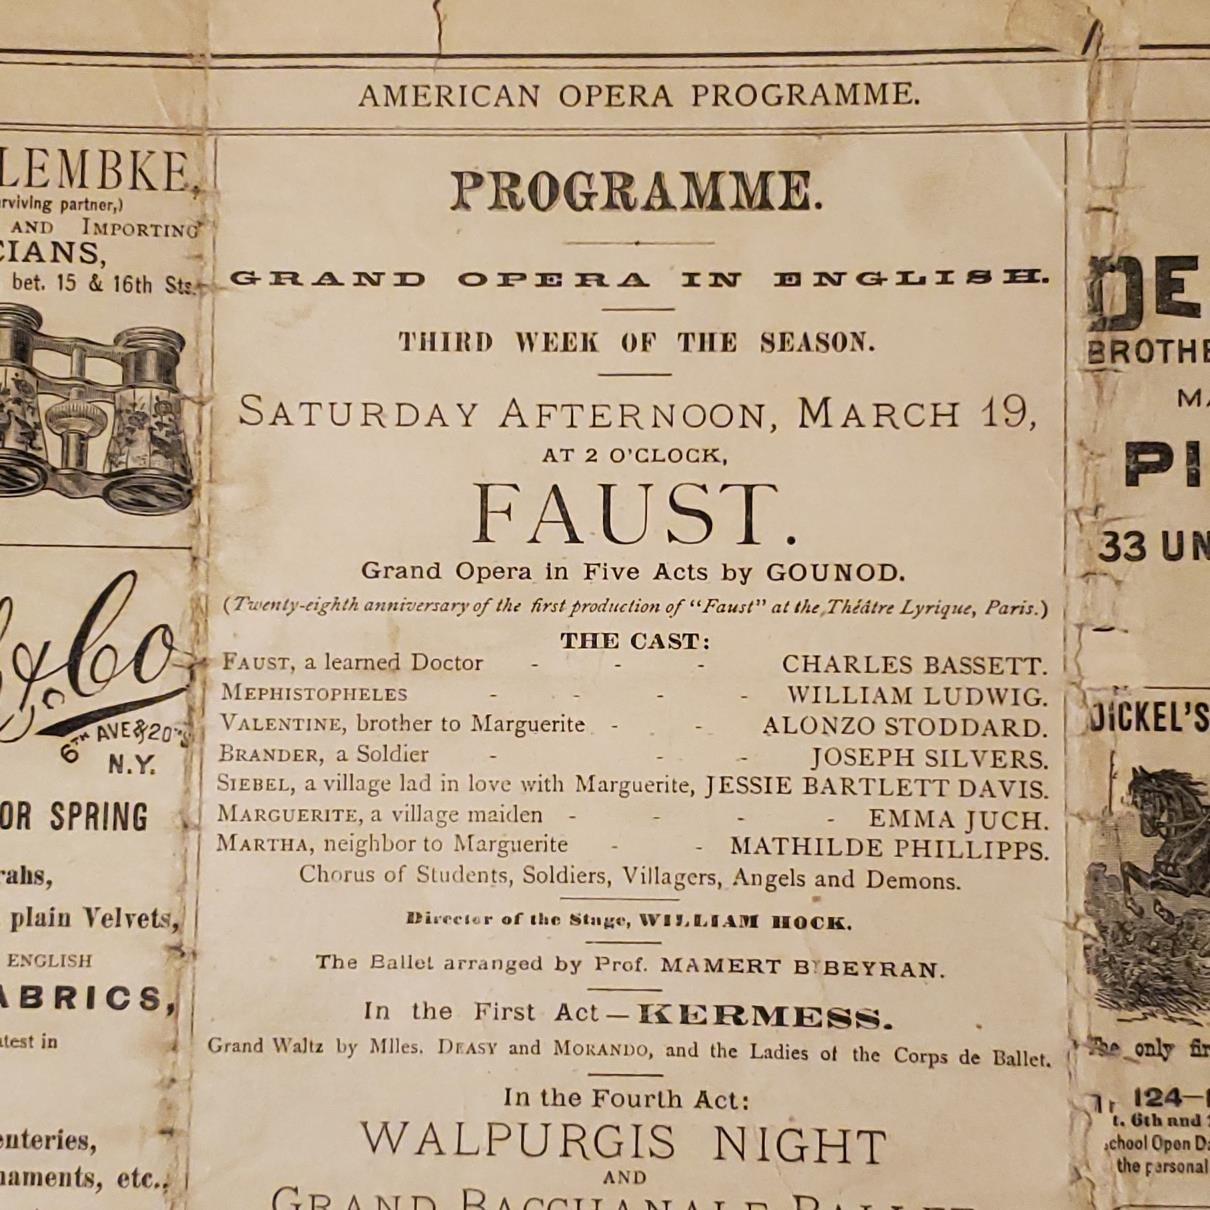 AMERICAN OPERA PROGRAMME.
LEMBKE,
rviving partner,)
AND IMPORTING
CIANS,
bet. 15 & 16th Sts.
& Co
6TH AVE & 20TH
N.Y.
OR SPRING
rahs,
plain Velvets,
ENGLISH
ABRICS,
atest in
enteries,
naments, etc.,
PROGRAMME.
GRAND OPERA IN ENGLISH.
THIRD WEEK OF THE SEASON.
SATURDAY AFTERNOON, MARCH 19,
AT 2 O'CLOCK,
FAUST.
Grand Opera in Five Acts by GOUNOD.
(Twenty-eighth anniversary of the first production of "Faust" at the Théâtre Lyrique, Paris.)
THE CAST:
FAUST, a learned Doctor - - - CHARLES BASSETT.
MEPHISTOPHELES - - - - WILLIAM LUDWIG.
VALENTINE, brother to Marguerite - - - ALONZO STODDARD.
BRANDER, a Soldier - - - JOSEPH SILVERS.
SIEBEL, a village lad in love with Marguerite, JESSIE BARTLETT DAVIS.
MARGUERITE, a village maiden - - - - EMMA JUCH.
MARTHA, neighbor to Marguerite - - MATHILDE PHILLIPPS.
Chorus of Students, Soldiers, Villagers, Angels and Demons.
Director of the Stage, WILLIAM HOCK.
The Ballet arranged by Prof. MAMERT BIBEYRAN.
In the First Act—KERMESS.
Grand Waltz by Mlles. DEASY and MORANDO, and the Ladies of the Corps de Ballet.
In the Fourth Act:
WALPURGIS NIGHT
AND
GRAND BACCHANALE BALLET
DE
BROTHE
MA
PI
33 UN
DICKEL'S
The only fir
124—
t. 6th and
chool Open Da
the personal